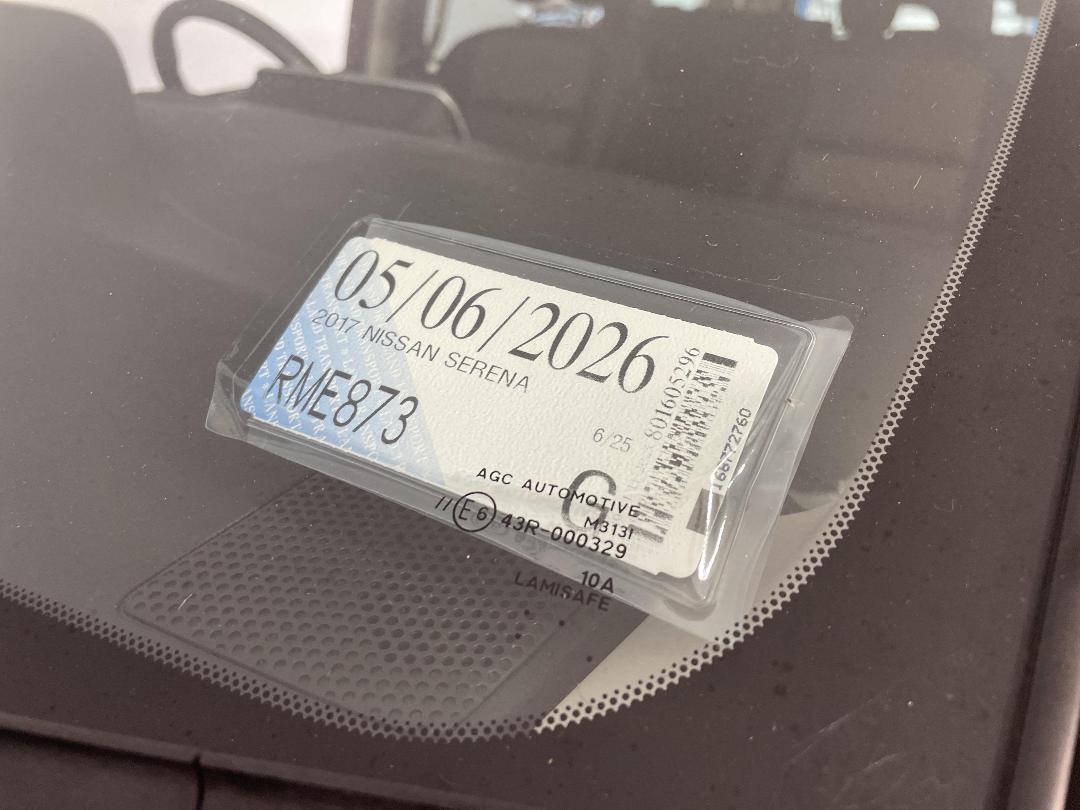 05/06/2026
2017 NISSAN SERENA
RME873
6/25
801605296
G
AGC AUTOMOTIVE
M3131
//
E6
43R-000329
10A
LAMISAFE